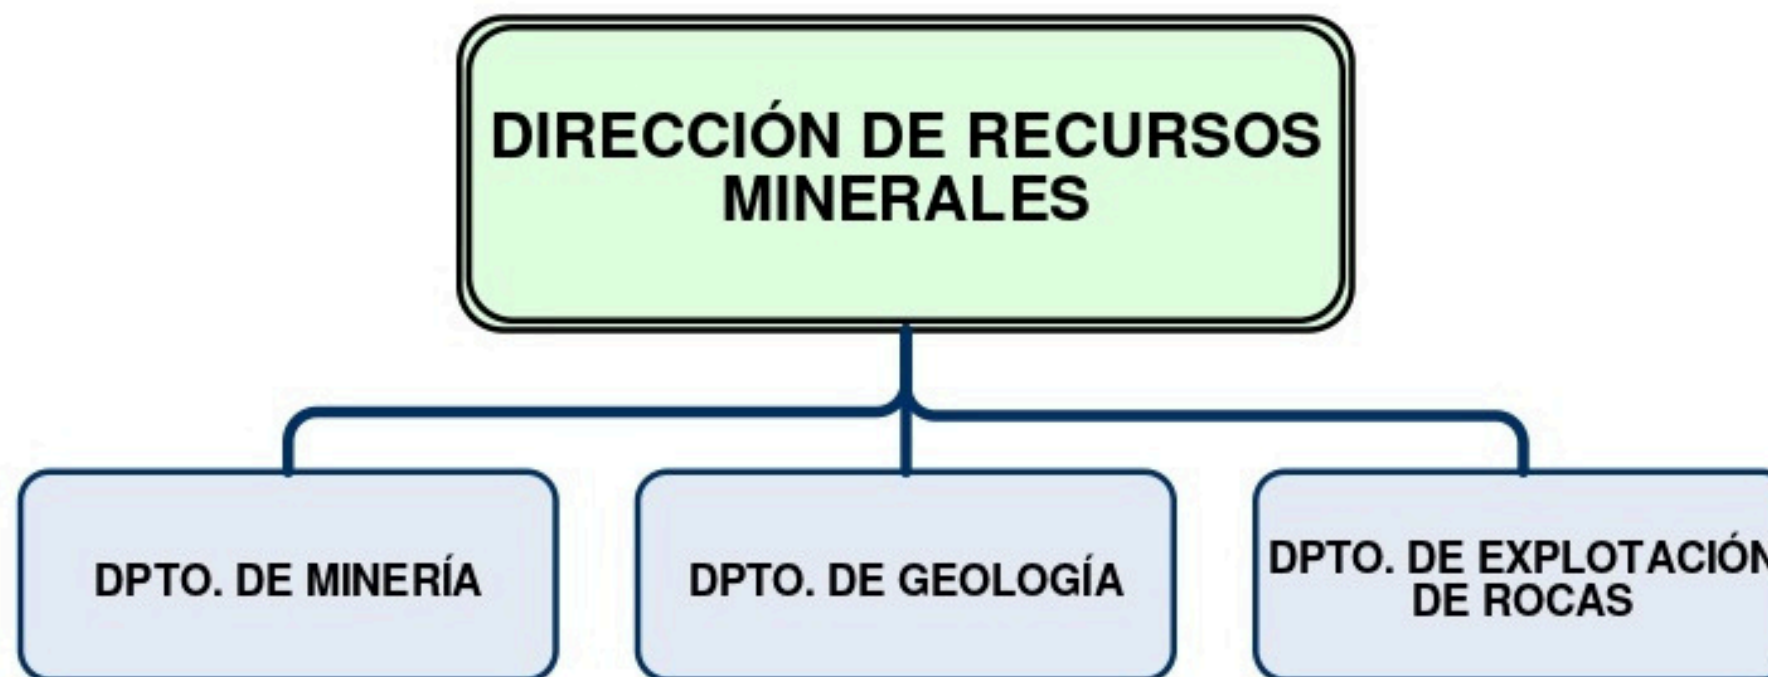 DIRECCIÓN DE RECURSOS
MINERALES
DPTO. DE MINERÍA
DPTO. DE GEOLOGÍA
DPTO. DE EXPLOTACIÓN
DE ROCAS